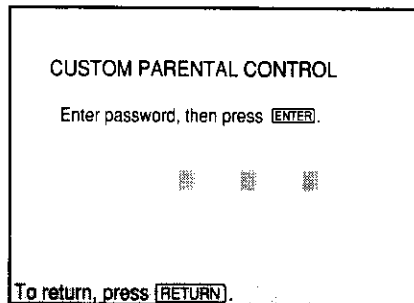 CUSTOM PARENTAL CONTROL
Enter password, then press ENTER.
To return, press RETURN.